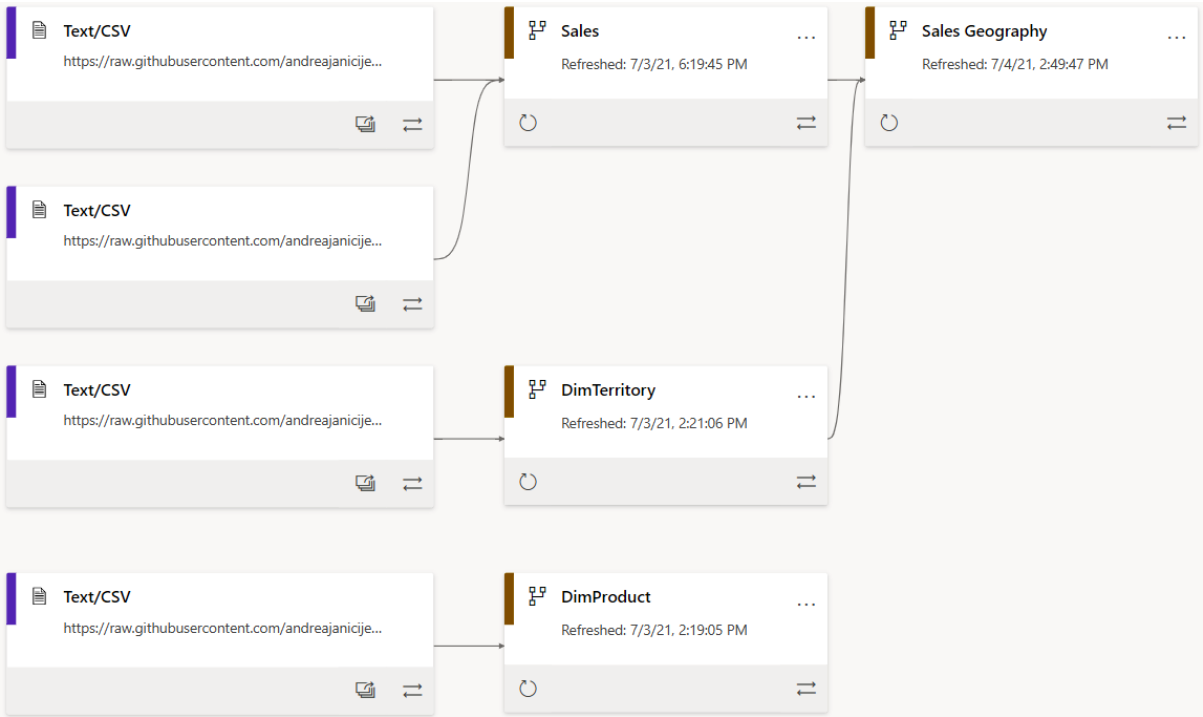 Text/CSV
https://raw.githubusercontent.com/andreajanicije...
Sales
...
Refreshed: 7/3/21, 6:19:45 PM
Sales Geography
...
Refreshed: 7/4/21, 2:49:47 PM
Text/CSV
https://raw.githubusercontent.com/andreajanicije...
Text/CSV
https://raw.githubusercontent.com/andreajanicije...
DimTerritory
...
Refreshed: 7/3/21, 2:21:06 PM
Text/CSV
https://raw.githubusercontent.com/andreajanicije...
DimProduct
...
Refreshed: 7/3/21, 2:19:05 PM